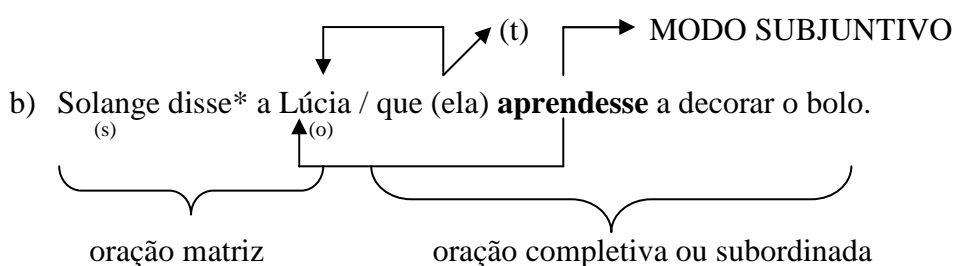 (t) MODO SUBJUNTIVO
b) Solange disse* a Lúcia / que (ela) aprendesse a decorar o bolo.
(s) (o)
oração matriz oração completiva ou subordinada